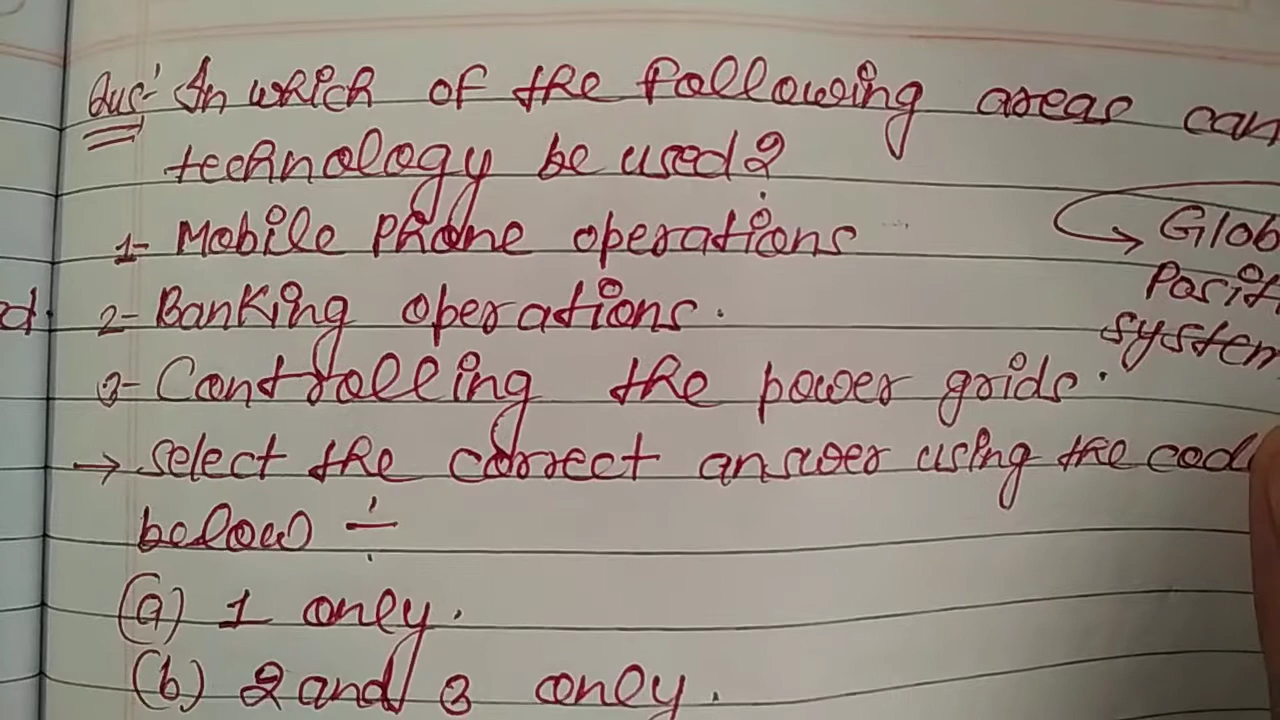 Que:- In which of the following areas can
technology be used?
1- Mobile phone operations
Glob
2- Banking operations.
Posit
d.
system
3- Controlling the power grids.
→ select the correct answer using the cod
below ÷
(a) 1 only.
(b) 2 and 3 only.